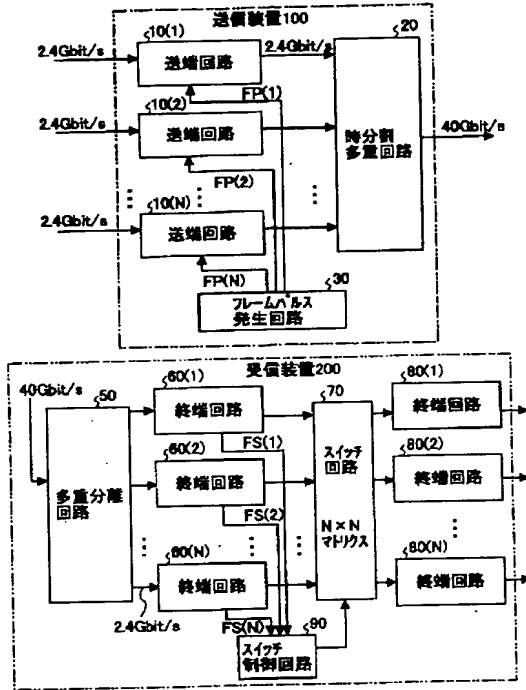 送信装置100
10(1)
20
2.4Gbit/s
送端回路
2.4Gbit/s
FP(1)
10(2)
2.4Gbit/s
送端回路
時分割
多重回路
40Gbit/s
FP(2)
10(N)
2.4Gbit/s
送端回路
FP(N)
30
フレームパルス
発生回路
受信装置200
40Gbit/s
50
60(1)
70
80(1)
終端回路
終端回路
FS(1)
60(2)
スイッチ
回路
80(2)
多重分離
回路
終端回路
終端回路
FS(2)
N×N
マトリクス
60(N)
80(N)
終端回路
終端回路
2.4Gbit/s
FS(N)
90
スイッチ
制御回路